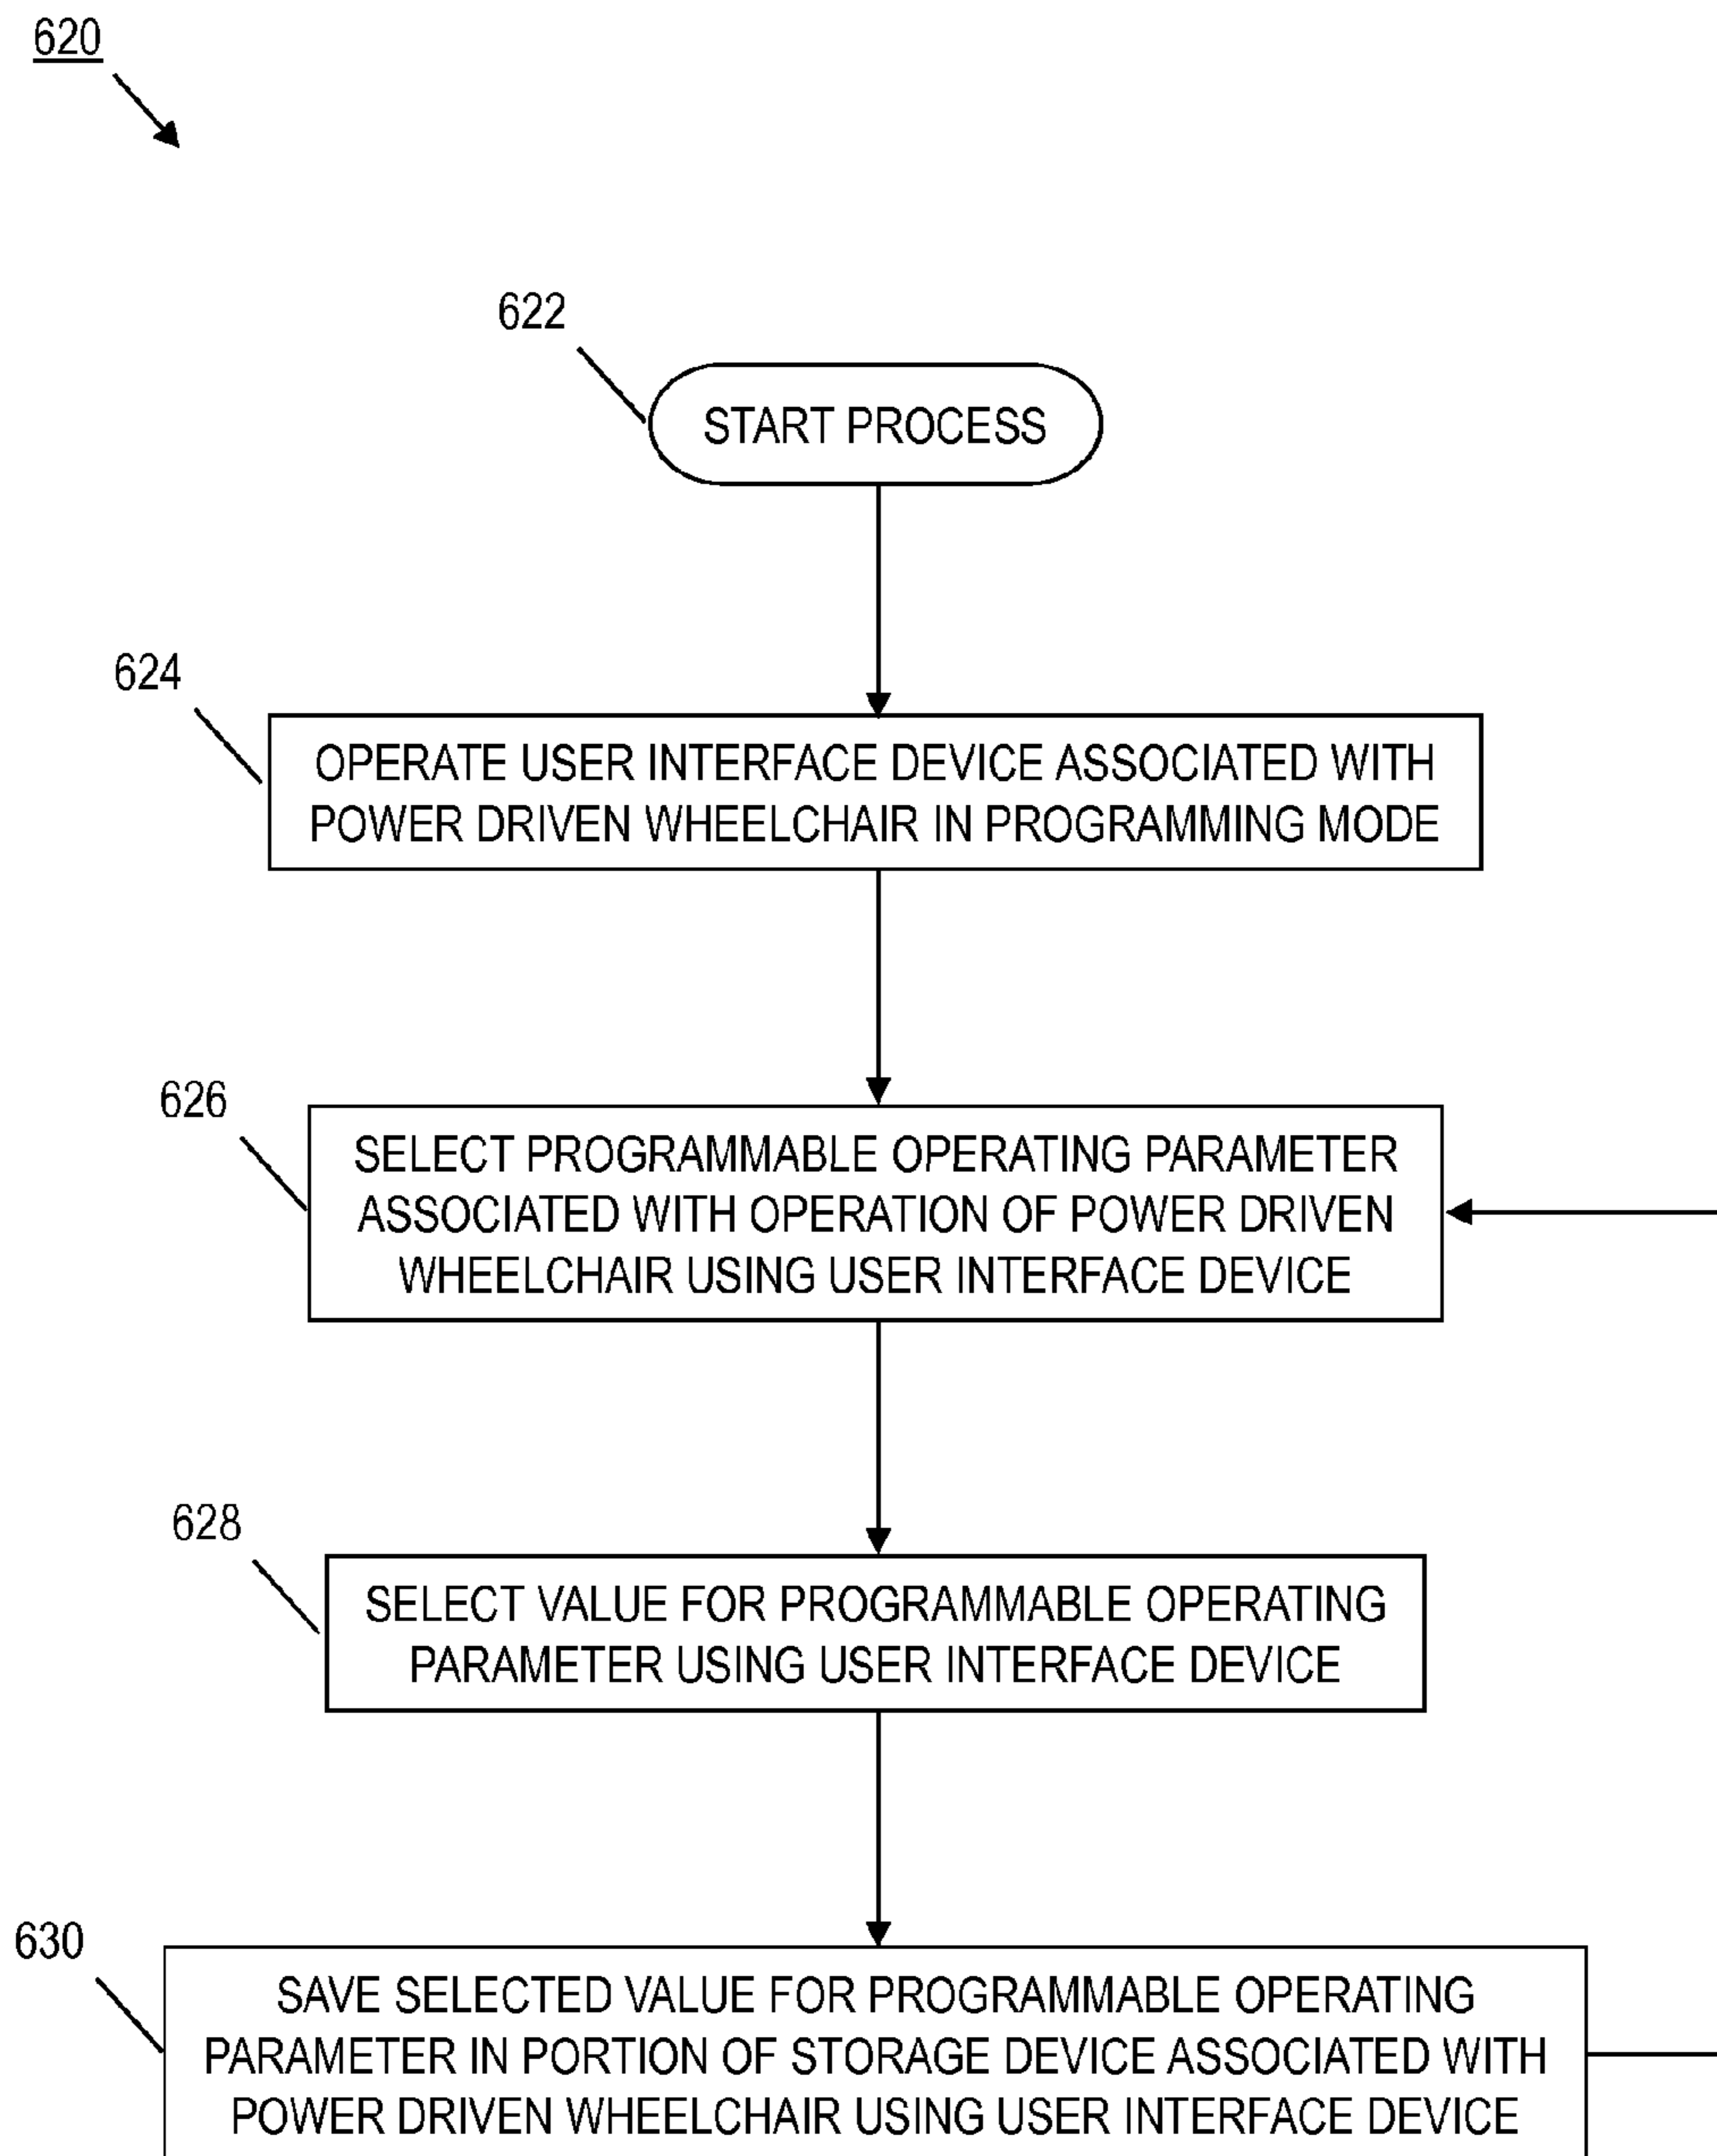 620
622
START PROCESS
624
OPERATE USER INTERFACE DEVICE ASSOCIATED WITH
POWER DRIVEN WHEELCHAIR IN PROGRAMMING MODE
626
SELECT PROGRAMMABLE OPERATING PARAMETER
ASSOCIATED WITH OPERATION OF POWER DRIVEN
WHEELCHAIR USING USER INTERFACE DEVICE
628
SELECT VALUE FOR PROGRAMMABLE OPERATING
PARAMETER USING USER INTERFACE DEVICE
630
SAVE SELECTED VALUE FOR PROGRAMMABLE OPERATING
PARAMETER IN PORTION OF STORAGE DEVICE ASSOCIATED WITH
POWER DRIVEN WHEELCHAIR USING USER INTERFACE DEVICE